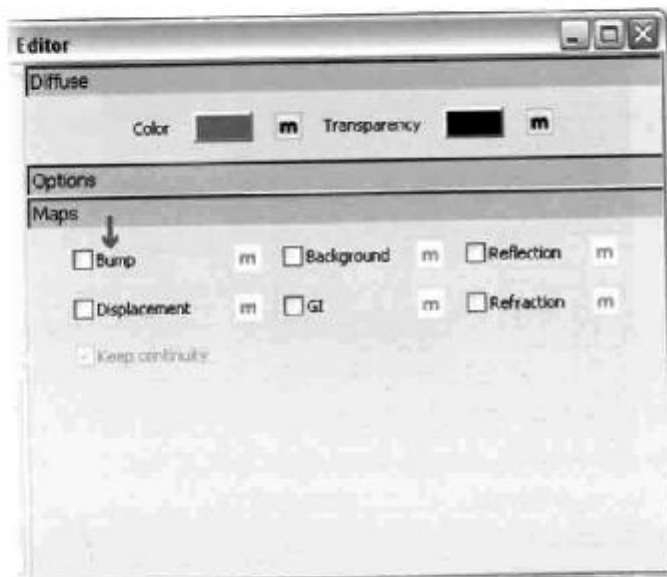 Editor
Diffuse
Color m Transparency m
Options
Maps
Bump m Background m Reflection m
Displacement m GI m Refraction m
Keep continuity